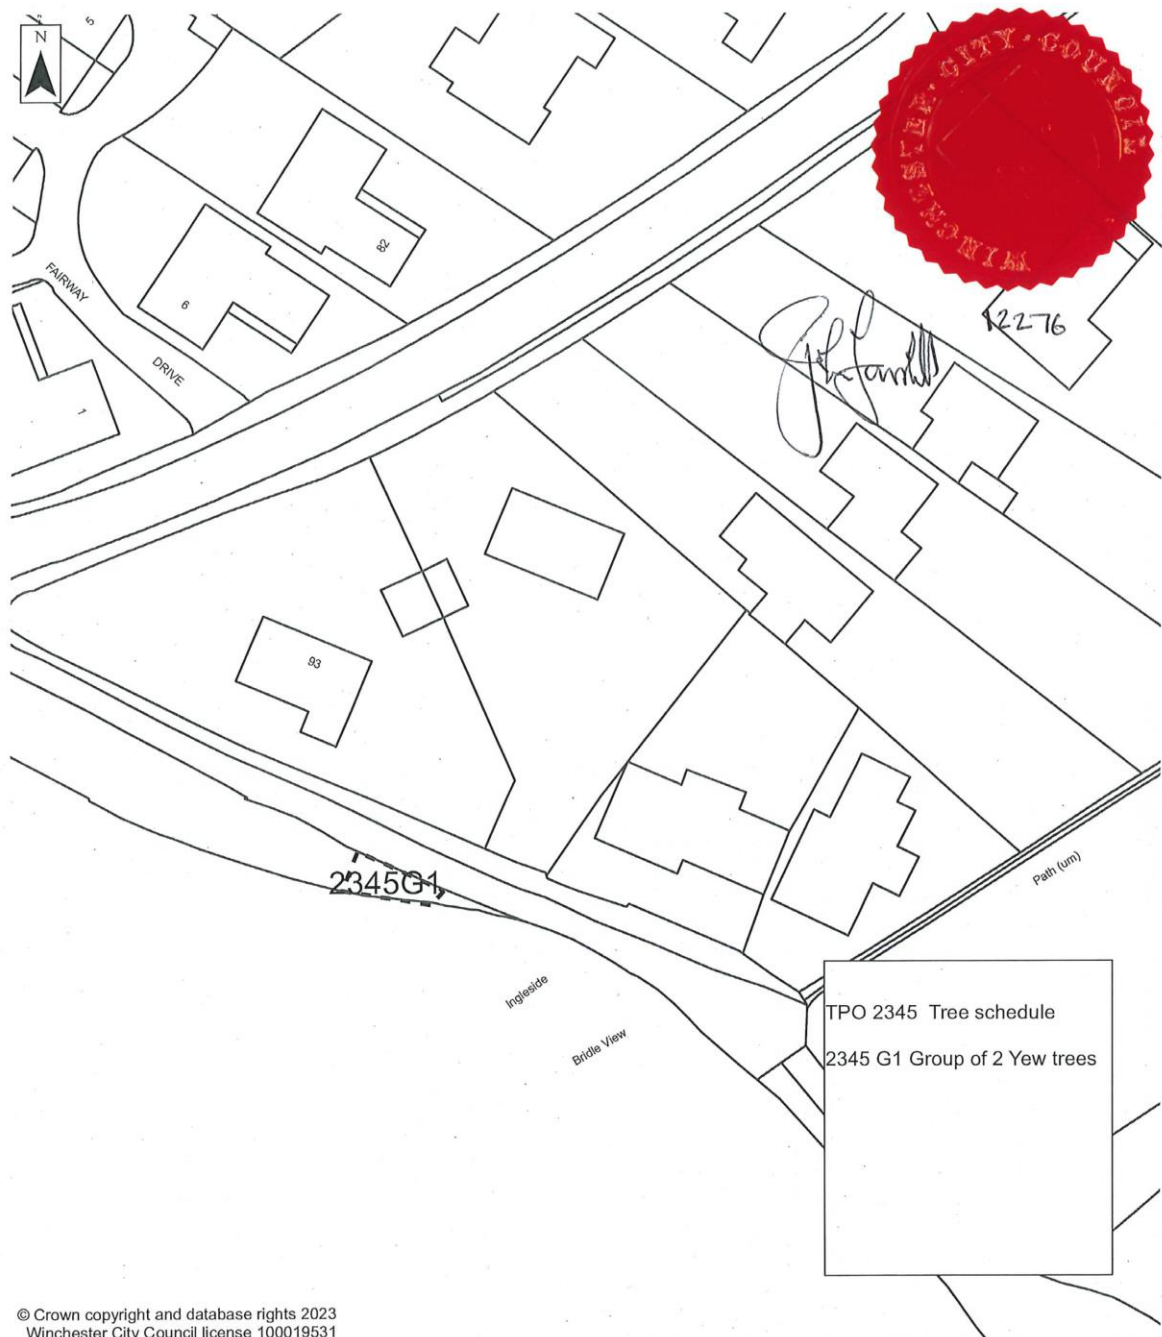 N
5
WINCHESTER · CITY · COUNCIL
82
6
FAIRWAY
DRIVE
1
12276
93
2345G1
Path (um)
Ingleside
Bridle View
TPO 2345 Tree schedule
2345 G1 Group of 2 Yew trees
© Crown copyright and database rights 2023
Winchester City Council license 100019531